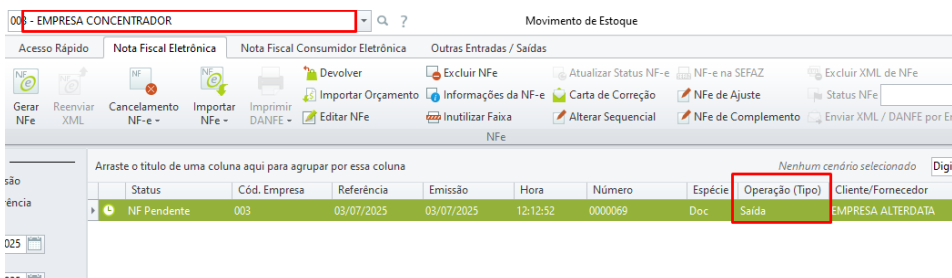 003 - EMPRESA CONCENTRADOR ? Movimento de Estoque
Acesso Rápido Nota Fiscal Eletrônica Nota Fiscal Consumidor Eletrônica Outras Entradas / Saídas
Devolver Excluir NFe Atualizar Status NF-e NF-e na SEFAZ Excluir XML de NFe
Importar Orçamento Informações da NF-e Carta de Correção NFe de Ajuste Status NFe
Gerar NFe Reenviar XML Cancelamento NF-e Importar NFe Imprimir DANFE Editar NFe Inutilizar Faixa Alterar Sequencial NFe de Complemento Enviar XML / DANFE por
NFe
Arraste o titulo de uma coluna aqui para agrupar por essa coluna Nenhum cenário selecionado Digi
são
Status Cód. Empresa Referência Emissão Hora Número Espécie Operação (Tipo) Cliente/Fornecedor
erência
NF Pendente 003 03/07/2025 03/07/2025 12:12:52 0000069 Doc Saída EMPRESA ALTERDATA
025